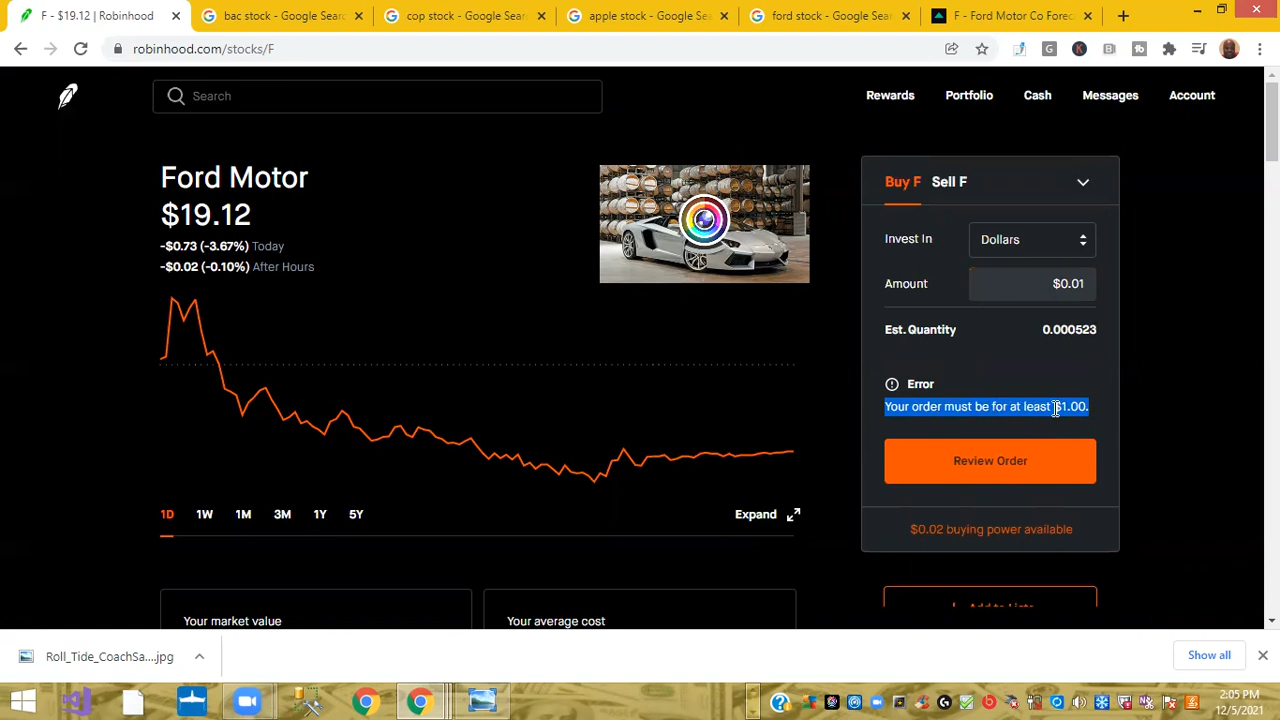 F - $19.12 | Robinhood
bac stock - Google Sear
cop stock - Google Sear
apple stock - Google Sea
ford stock - Google Sea
F - Ford Motor Co Forec
robinhood.com/stocks/F
Search
Rewards
Portfolio
Cash
Messages
Account
Ford Motor
$19.12
-$0.73 (-3.67%) Today
-$0.02 (-0.10%) After Hours
Buy F
Sell F
Invest In
Dollars
Amount
$0.01
Est. Quantity
0.000523
Error
Your order must be for at least $1.00.
Review Order
$0.02 buying power available
1D
1W
1M
3M
1Y
5Y
Expand
Your market value
Your average cost
Roll_Tide_CoachSa....jpg
Show all
2:05 PM
12/5/2021